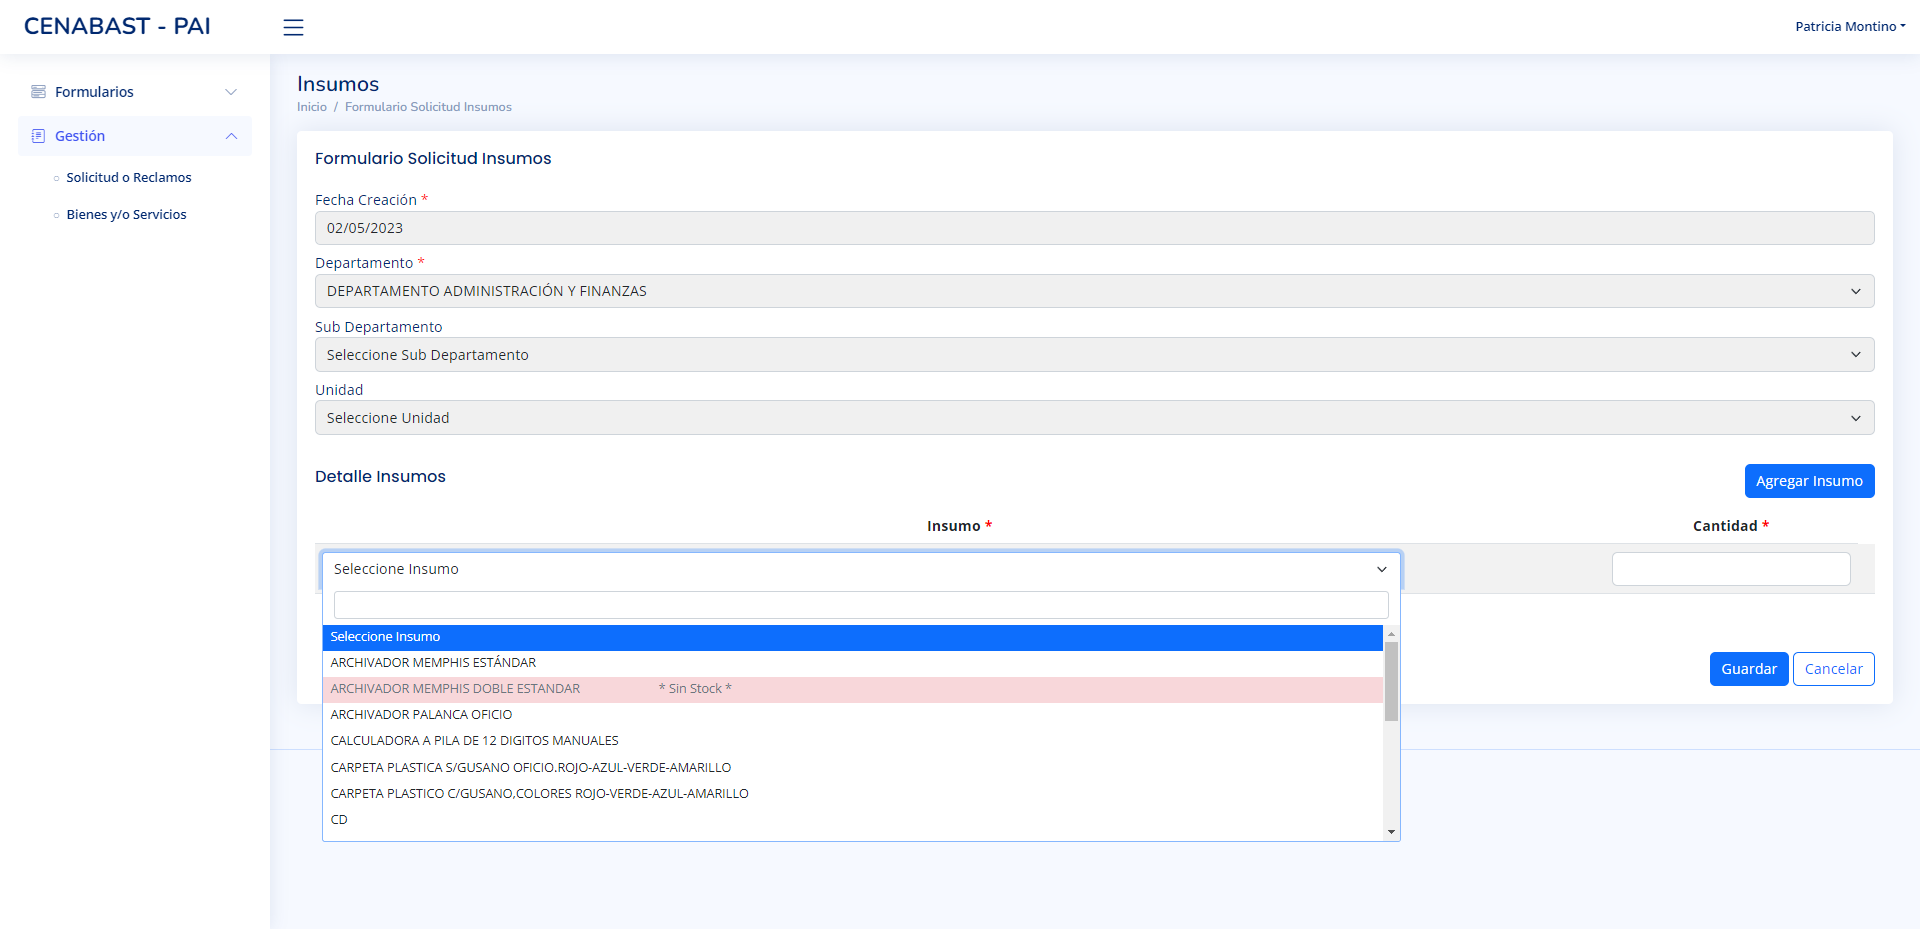 CENABAST - PAI
Patricia Montino
Formularios
Gestión
Solicitud o Reclamos
Bienes y/o Servicios
Insumos
Inicio / Formulario Solicitud Insumos
Formulario Solicitud Insumos
Fecha Creación *
02/05/2023
Departamento *
DEPARTAMENTO ADMINISTRACIÓN Y FINANZAS
Sub Departamento
Seleccione Sub Departamento
Unidad
Seleccione Unidad
Detalle Insumos
Agregar Insumo
Insumo * Cantidad *
Seleccione Insumo
Seleccione Insumo
ARCHIVADOR MEMPHIS ESTÁNDAR
ARCHIVADOR MEMPHIS DOBLE ESTANDAR * Sin Stock *
ARCHIVADOR PALANCA OFICIO
CALCULADORA A PILA DE 12 DIGITOS MANUALES
CARPETA PLASTICA S/GUSANO OFICIO.ROJO-AZUL-VERDE-AMARILLO
CARPETA PLASTICO C/GUSANO,COLORES ROJO-VERDE-AZUL-AMARILLO
CD
Guardar Cancelar